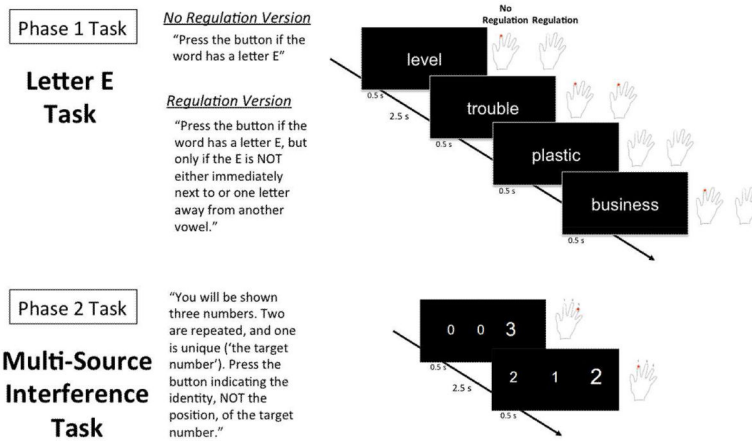 Phase 1 Task
Letter E
Task
No Regulation Version
“Press the button if the
word has a letter E”
Regulation Version
“Press the button if the
word has a letter E, but
only if the E is NOT
either immediately
next to or one letter
away from another
vowel.”
No
Regulation Regulation
level
0.5 s
2.5 s
trouble
0.5 s
plastic
0.5 s
business
0.5 s
Phase 2 Task
Multi-Source
Interference
Task
“You will be shown
three numbers. Two
are repeated, and one
is unique (‘the target
number’). Press the
button indicating the
identity, NOT the
position, of the target
number.”
0 0 3
0.5 s
2.5 s
2 1 2
0.5 s